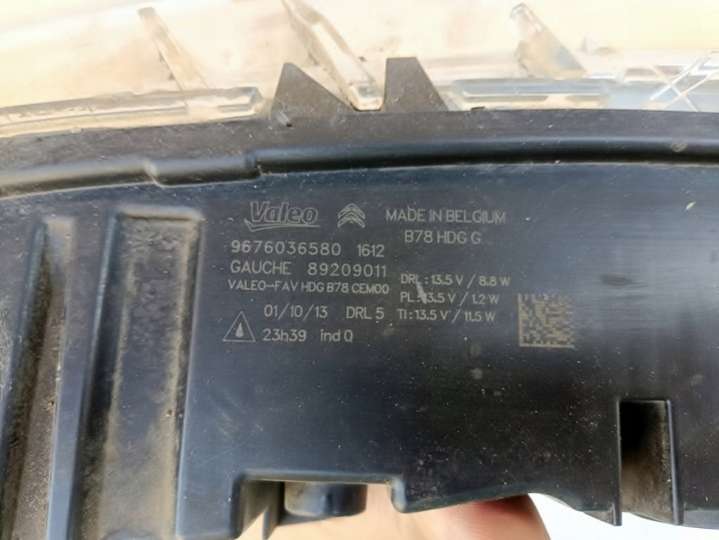 Valeo MADE IN BELGIUM
B78 HDG G
9676036580 1612
GAUCHE 89209011
VALEO-FAV HDG B78 CEM00
DRL : 13.5 V / 8.8 W
PL : 13.5 V / 1.2 W
TI : 13.5 V / 11.5 W
01/10/13 DRL 5
23h39 ind Q